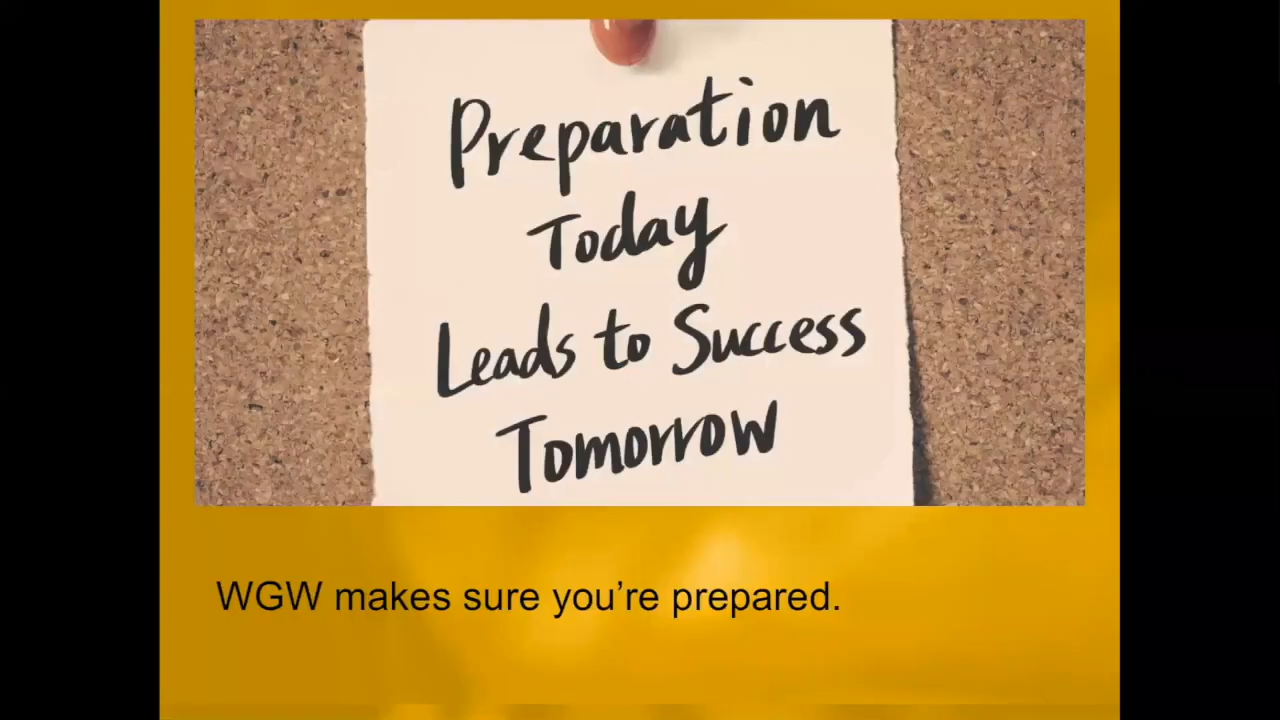 Preparation
Today
Leads to Success
Tomorrow
WGW makes sure you’re prepared.